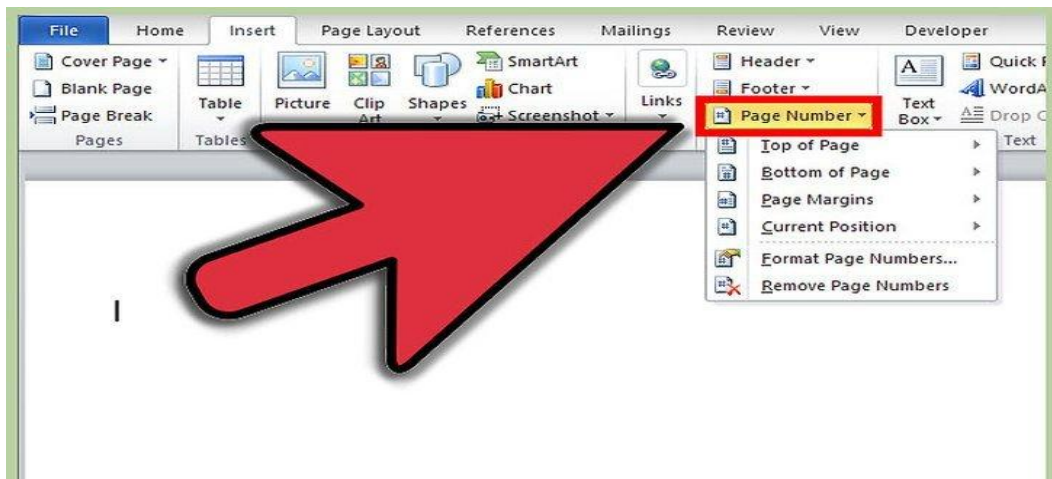 File Home Insert Page Layout References Mailings Review View Developer
Cover Page
Blank Page
Page Break
Pages
Table
Tables
Picture
Clip
Art
Shapes
SmartArt
Chart
Screenshot
Links
Header
Footer
Page Number
Text
Box
Quick
Drop
Text
Top of Page
Bottom of Page
Page Margins
Current Position
Format Page Numbers...
Remove Page Numbers